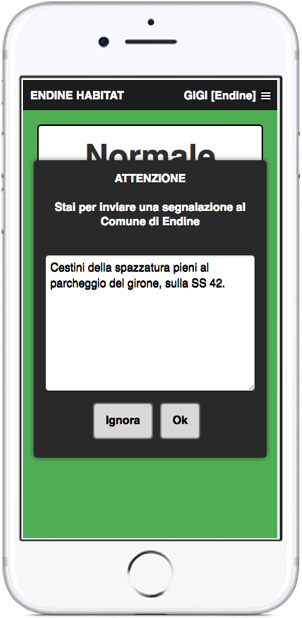 ENDINE HABITAT GIGI [Endine]
Normale
ATTENZIONE
Stai per inviare una segnalazione al
Comune di Endine
Cestini della spazzatura pieni al
parcheggio del girone, sulla SS 42.
Ignora Ok